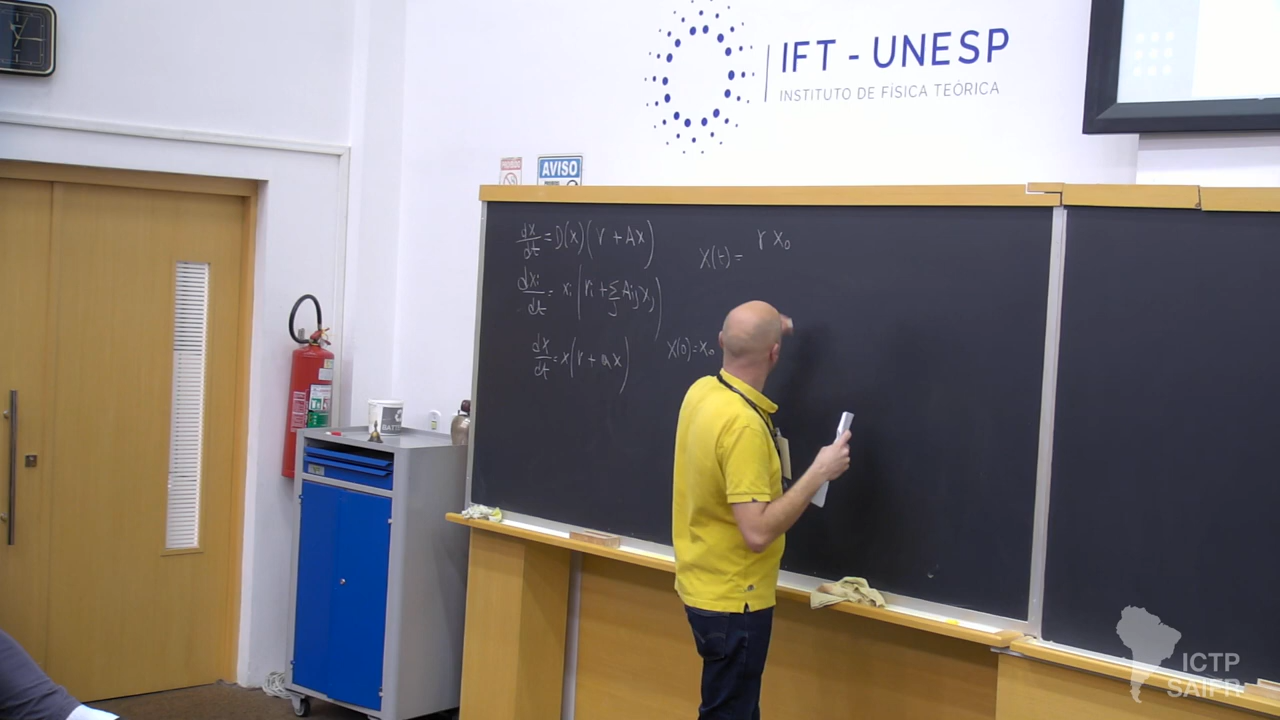 IFT - UNESP
INSTITUTO DE FÍSICA TEÓRICA
AVISO
dx/dt = D(x)(r + Ax)
dxi/dt = xi(ri + Σj Aij xj)
dx/dt = x(r + ax)
x(t) = r x0
x(0) = x0
ICTP
SAIFR